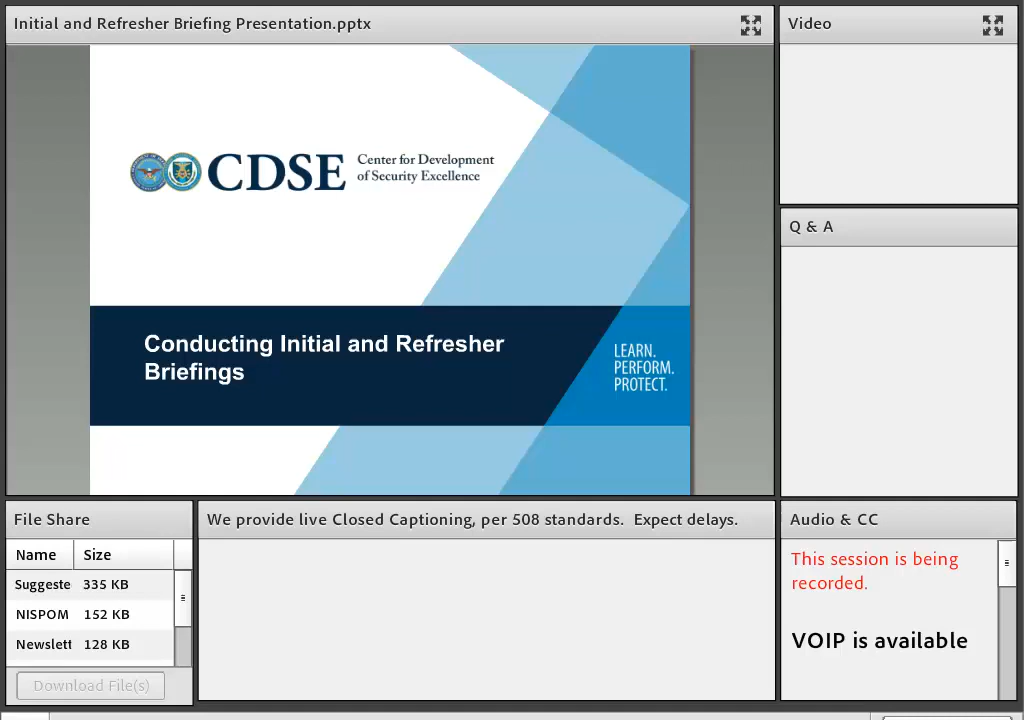 Initial and Refresher Briefing Presentation.pptx
Video
CDSE
Center for Development
of Security Excellence
Conducting Initial and Refresher
Briefings
LEARN.
PERFORM.
PROTECT.
Q & A
File Share
Name Size
Suggeste 335 KB
NISPOM 152 KB
Newslett 128 KB
Download File(s)
We provide live Closed Captioning, per 508 standards. Expect delays.
Audio & CC
This session is being
recorded.
VOIP is available